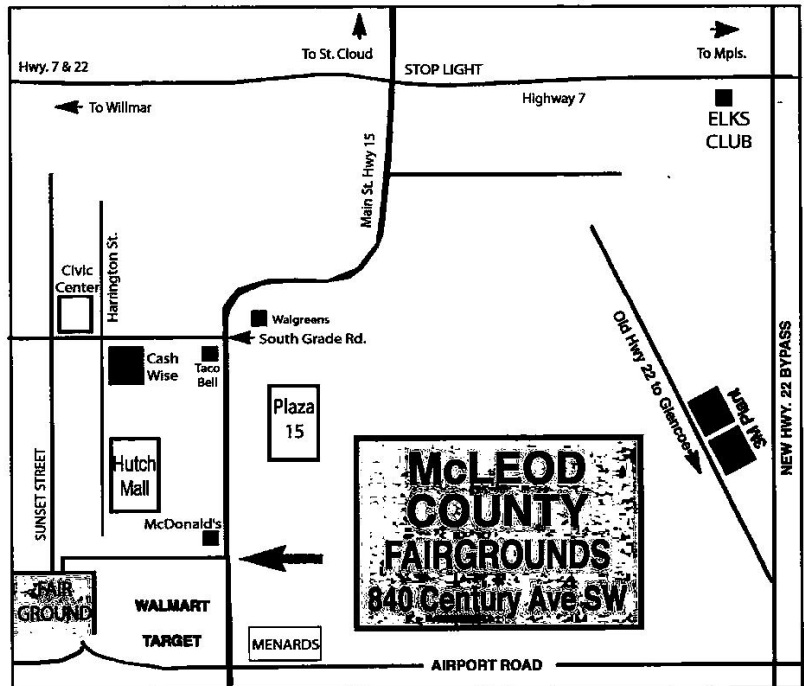 To St. Cloud
To Mpls.
Hwy. 7 & 22
STOP LIGHT
Highway 7
To Willmar
ELKS
CLUB
Main St. Hwy 15
Harrington St.
Civic
Center
Walgreens
South Grade Rd.
Cash
Wise
Taco
Bell
Old Hwy 22 to Glencoe
3M Plant
NEW HWY. 22 BYPASS
Plaza
15
SUNSET STREET
Hutch
Mall
McLEOD
COUNTY
FAIRGROUNDS
840 Century Ave SW
McDonald's
FAIR
GROUND
WALMART
TARGET
MENARDS
AIRPORT ROAD